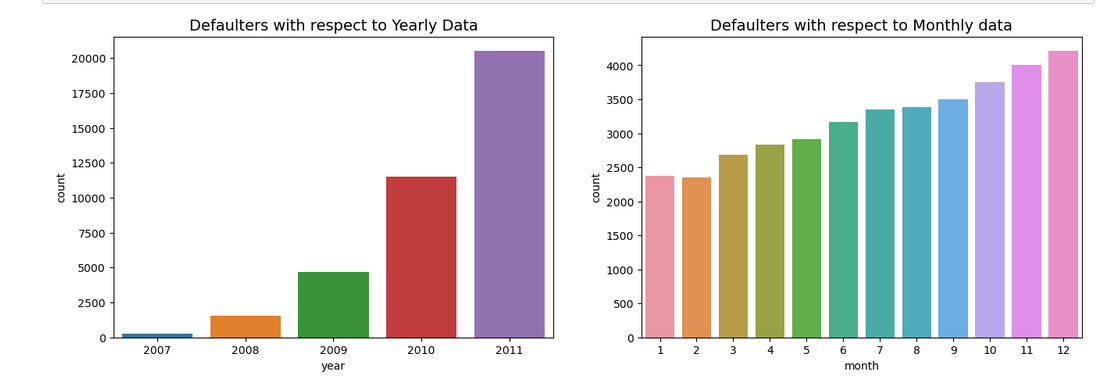 Defaulters with respect to Yearly Data
20000
17500
15000
12500
10000
7500
5000
2500
0
count
2007 2008 2009 2010 2011
year
Defaulters with respect to Monthly data
4000
3500
3000
2500
2000
1500
1000
500
0
count
1 2 3 4 5 6 7 8 9 10 11 12
month